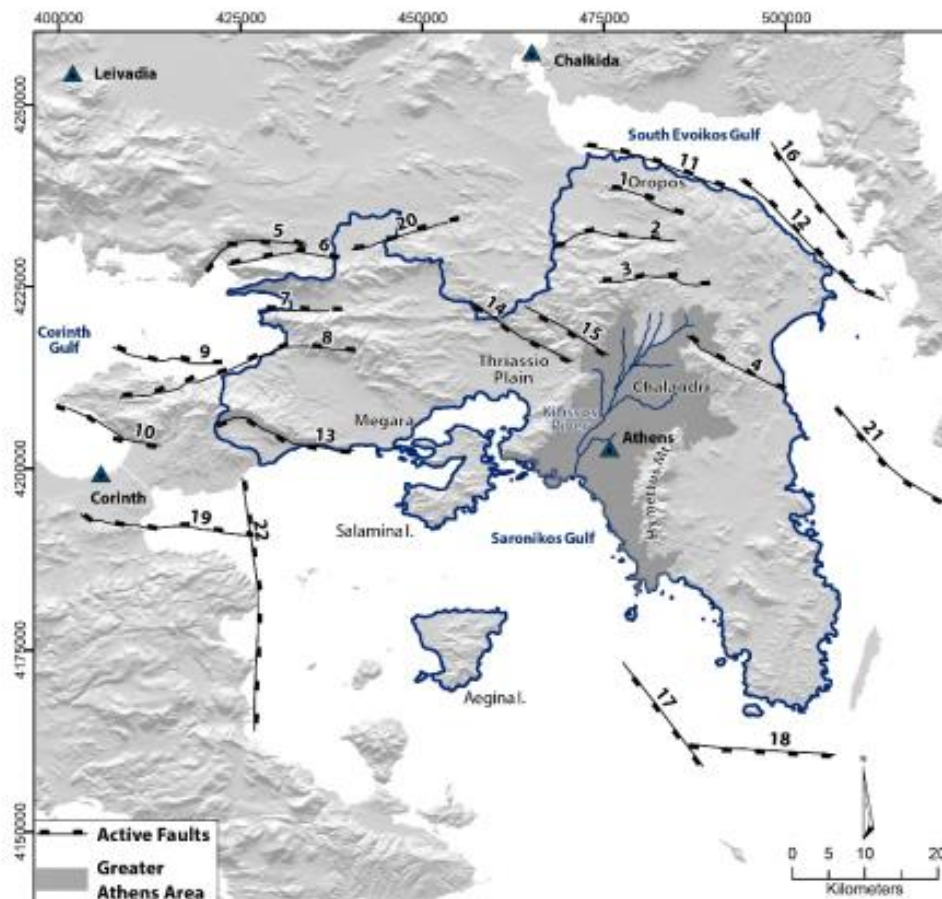 400000
425000
450000
475000
500000
Leivadia
Chalkida
4250000
South Evoikos Gulf
16
11
1
Oropos
12
20
2
5
6
4225000
3
7
14
15
Corinth
Gulf
9
8
Thriassio
Plain
4
Chalandri
Megara
Kifissos
River
10
13
21
Athens
4200000
Corinth
Hymettos Mt.
19
22
Salamina I.
Saronikos Gulf
4175000
Aegina I.
17
18
4150000
Active Faults
Greater
Athens Area
0 5 10 20
Kilometers